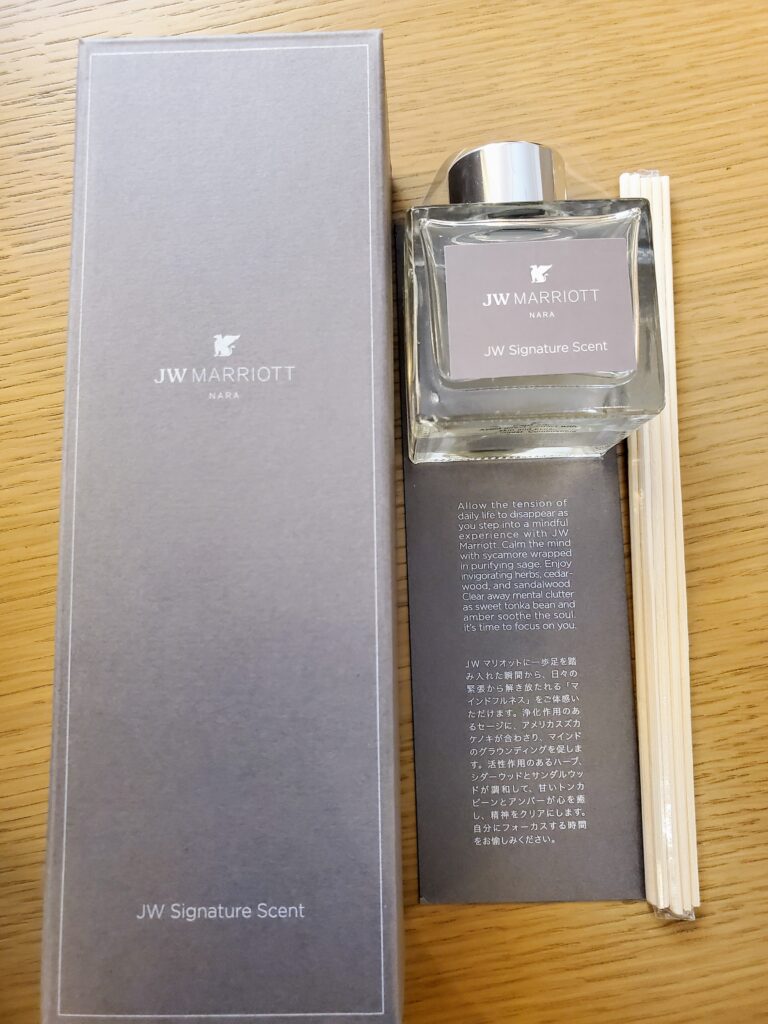 JW MARRIOTT
NARA
JW Signature Scent
JW MARRIOTT
NARA
JW Signature Scent
Allow the tension of
daily life to disappear as
you step into a mindful
experience with JW
Marriott. Calm the mind
with sycamore wrapped
in purifying sage. Enjoy
invigorating herbs, cedar-
wood, and sandalwood.
Clear away mental clutter
as sweet tonka bean and
amber soothe the soul.
it's time to focus on you.
JW マリオットに一歩足を踏
み入れた瞬間から、日々の
緊張から解き放たれる「マ
インドフルネス」をご体感い
ただけます。浄化作用のあ
るセージに、アメリカスズカ
ケノキが合わさり、マインド
のグラウンディングを促しま
す。活性作用のあるハーブ、
シダーウッドとサンダルウッ
ドが調和して、甘いトンカ
ビーンとアンバーが心を癒
し、精神をクリアにします。
自分にフォーカスする時間
をお愉しみください。